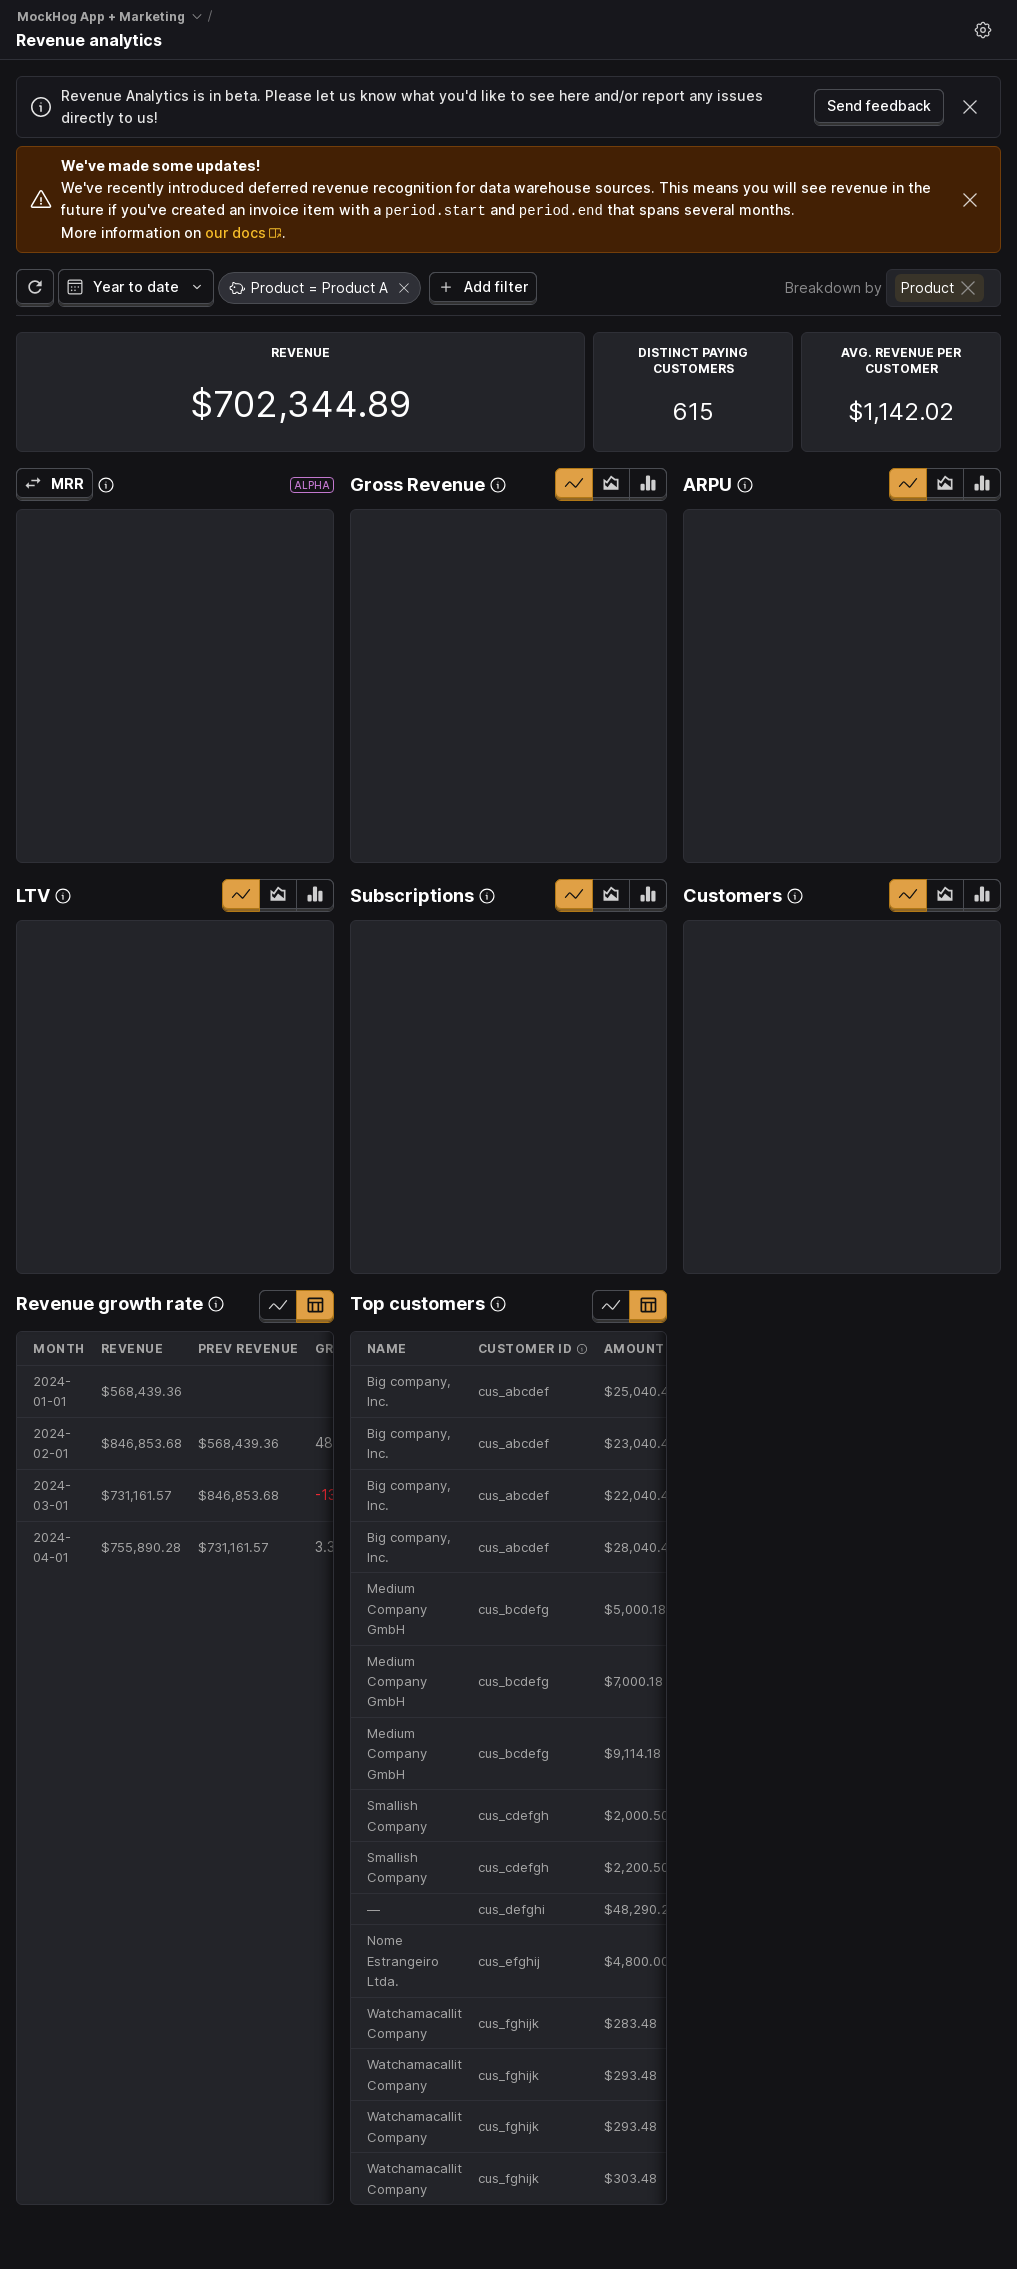 MockHog App + Marketing /
Revenue analytics
Revenue Analytics is in beta. Please let us know what you'd like to see here and/or report any issues
directly to us!
Send feedback
We've made some updates!
We've recently introduced deferred revenue recognition for data warehouse sources. This means you will see revenue in the
future if you've created an invoice item with a period.start and period.end that spans several months.
More information on our docs.
Year to date
Product = Product A
Add filter
Breakdown by
Product
REVENUE
$702,344.89
DISTINCT PAYING
CUSTOMERS
615
AVG. REVENUE PER
CUSTOMER
$1,142.02
MRR
ALPHA
Gross Revenue
ARPU
LTV
Subscriptions
Customers
Revenue growth rate
MONTH REVENUE PREV REVENUE GR
2024-
01-01
$568,439.36
2024-
02-01
$846,853.68 $568,439.36 48
2024-
03-01
$731,161.57 $846,853.68 -13
2024-
04-01
$755,890.28 $731,161.57 3.3
Top customers
NAME CUSTOMER ID AMOUNT
Big company,
Inc.
cus_abcdef $25,040.4
Big company,
Inc.
cus_abcdef $23,040.4
Big company,
Inc.
cus_abcdef $22,040.4
Big company,
Inc.
cus_abcdef $28,040.4
Medium
Company
GmbH
cus_bcdefg $5,000.18
Medium
Company
GmbH
cus_bcdefg $7,000.18
Medium
Company
GmbH
cus_bcdefg $9,114.18
Smallish
Company
cus_cdefgh $2,000.50
Smallish
Company
cus_cdefgh $2,200.50
— cus_defghi $48,290.2
Nome
Estrangeiro
Ltda.
cus_efghij $4,800.00
Watchamacallit
Company
cus_fghijk $283.48
Watchamacallit
Company
cus_fghijk $293.48
Watchamacallit
Company
cus_fghijk $293.48
Watchamacallit
Company
cus_fghijk $303.48